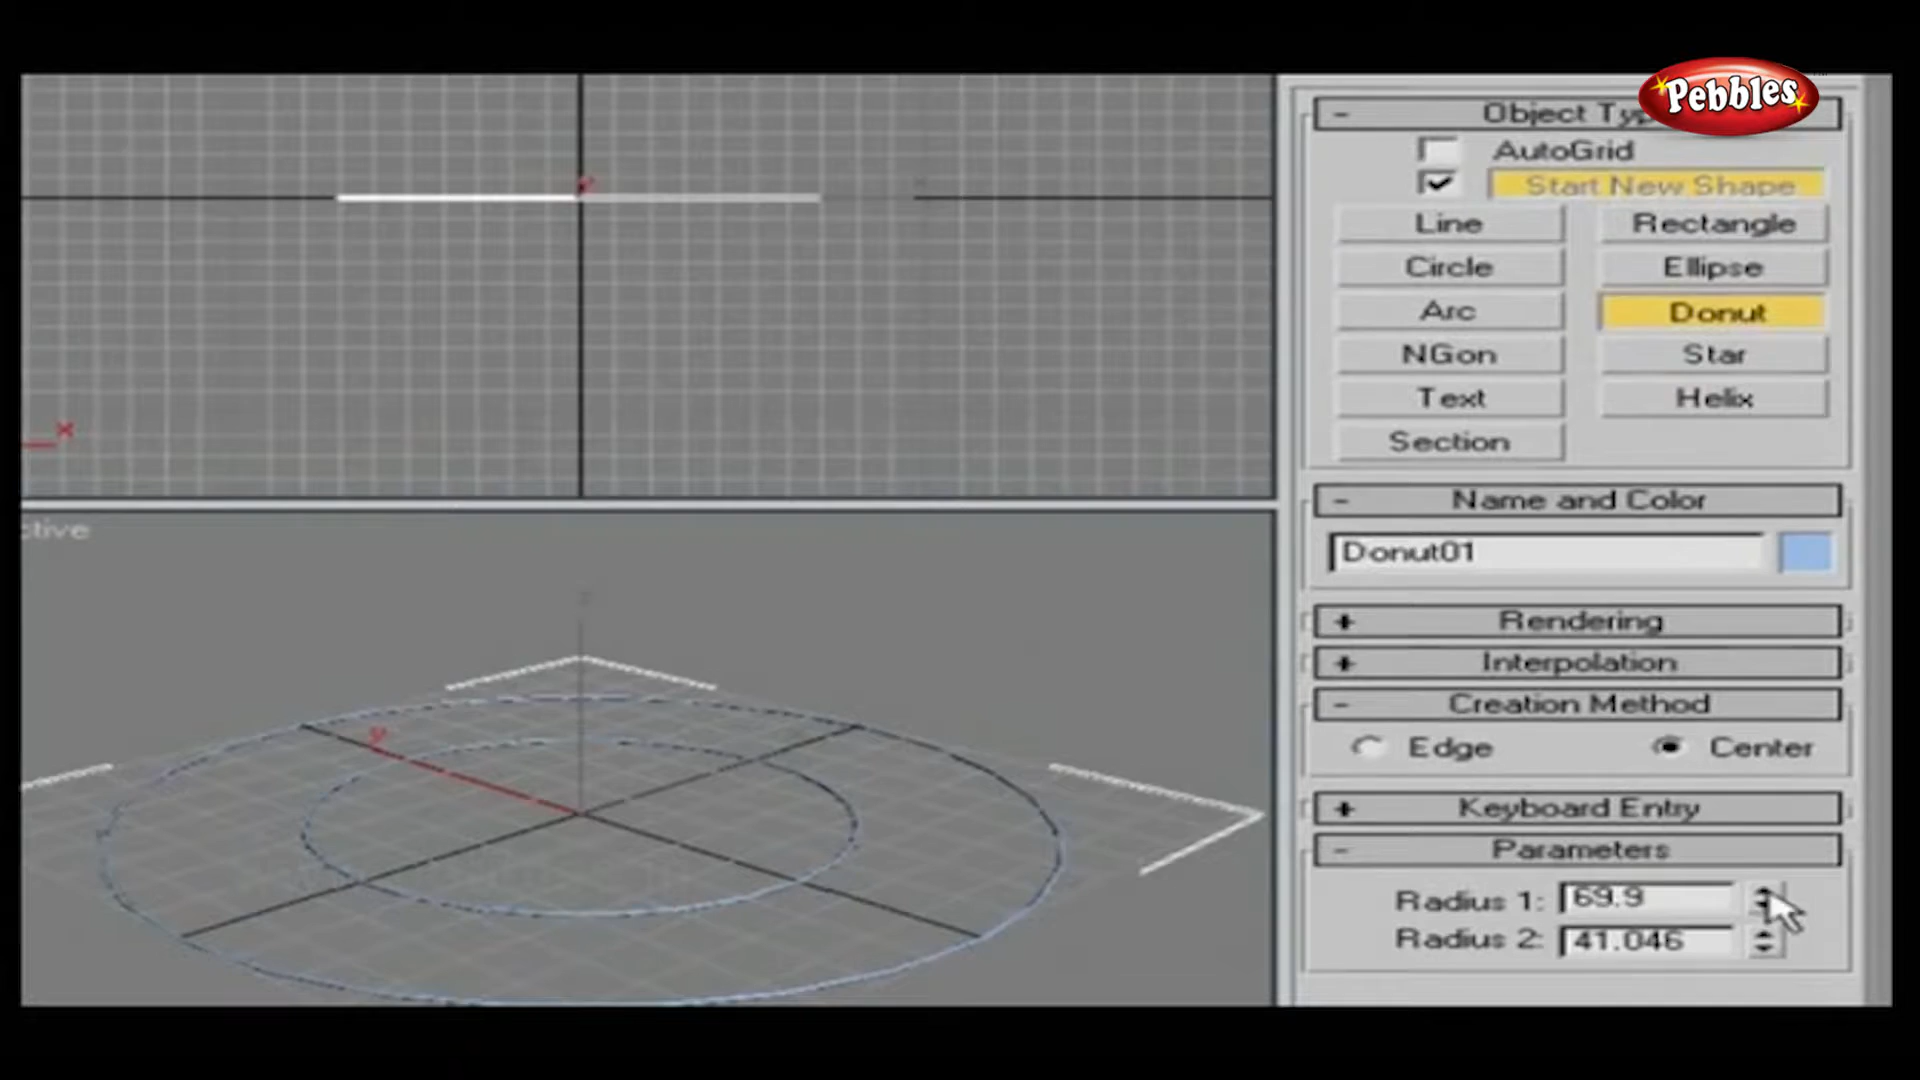 Pebbles
Object Typ
AutoGrid
Start New Shape
Line Rectangle
Circle Ellipse
Arc Donut
NGon Star
Text Helix
Section
Name and Color
Donut01
Rendering
Interpolation
Creation Method
Edge Center
Keyboard Entry
Parameters
Radius 1: 69.9
Radius 2: 41.046
x
ctive
y